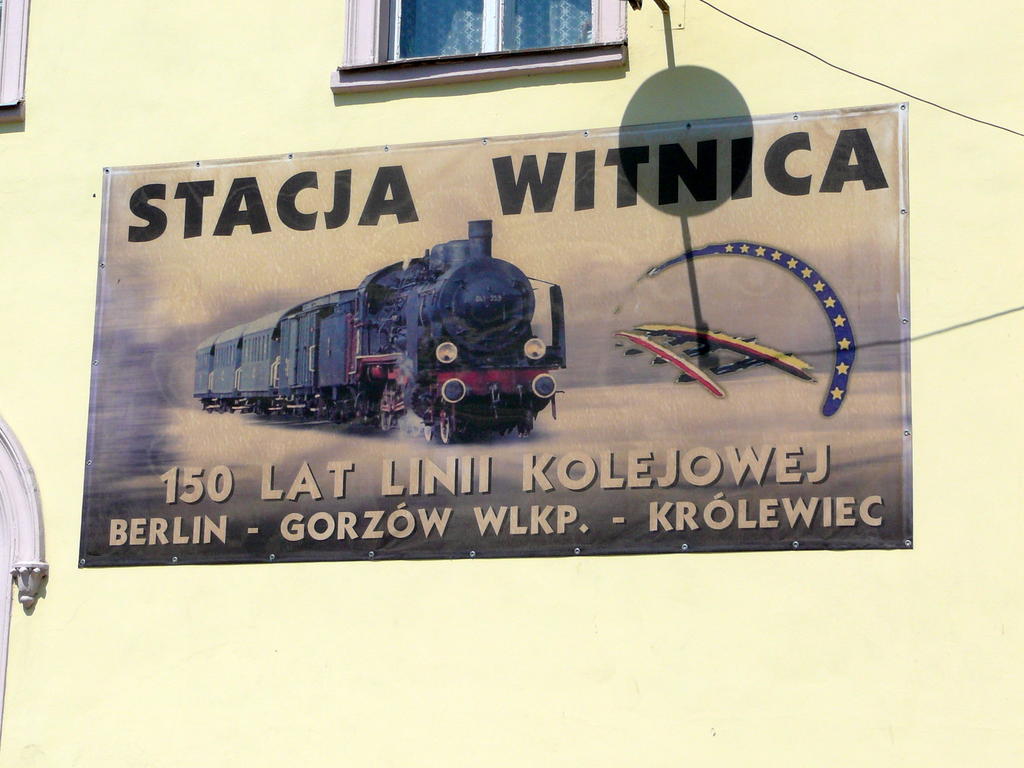 STACJA WITNICA
150 LAT LINII KOLEJOWEJ
BERLIN - GORZÓW WLKP. - KRÓLEWIEC